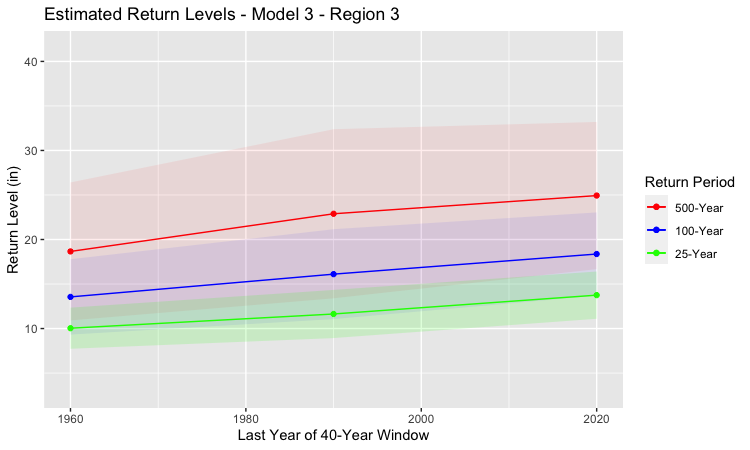 Estimated Return Levels - Model 3 - Region 3
Return Level (in)
40
30
20
10
1960
1980
2000
2020
Last Year of 40-Year Window
Return Period
500-Year
100-Year
25-Year